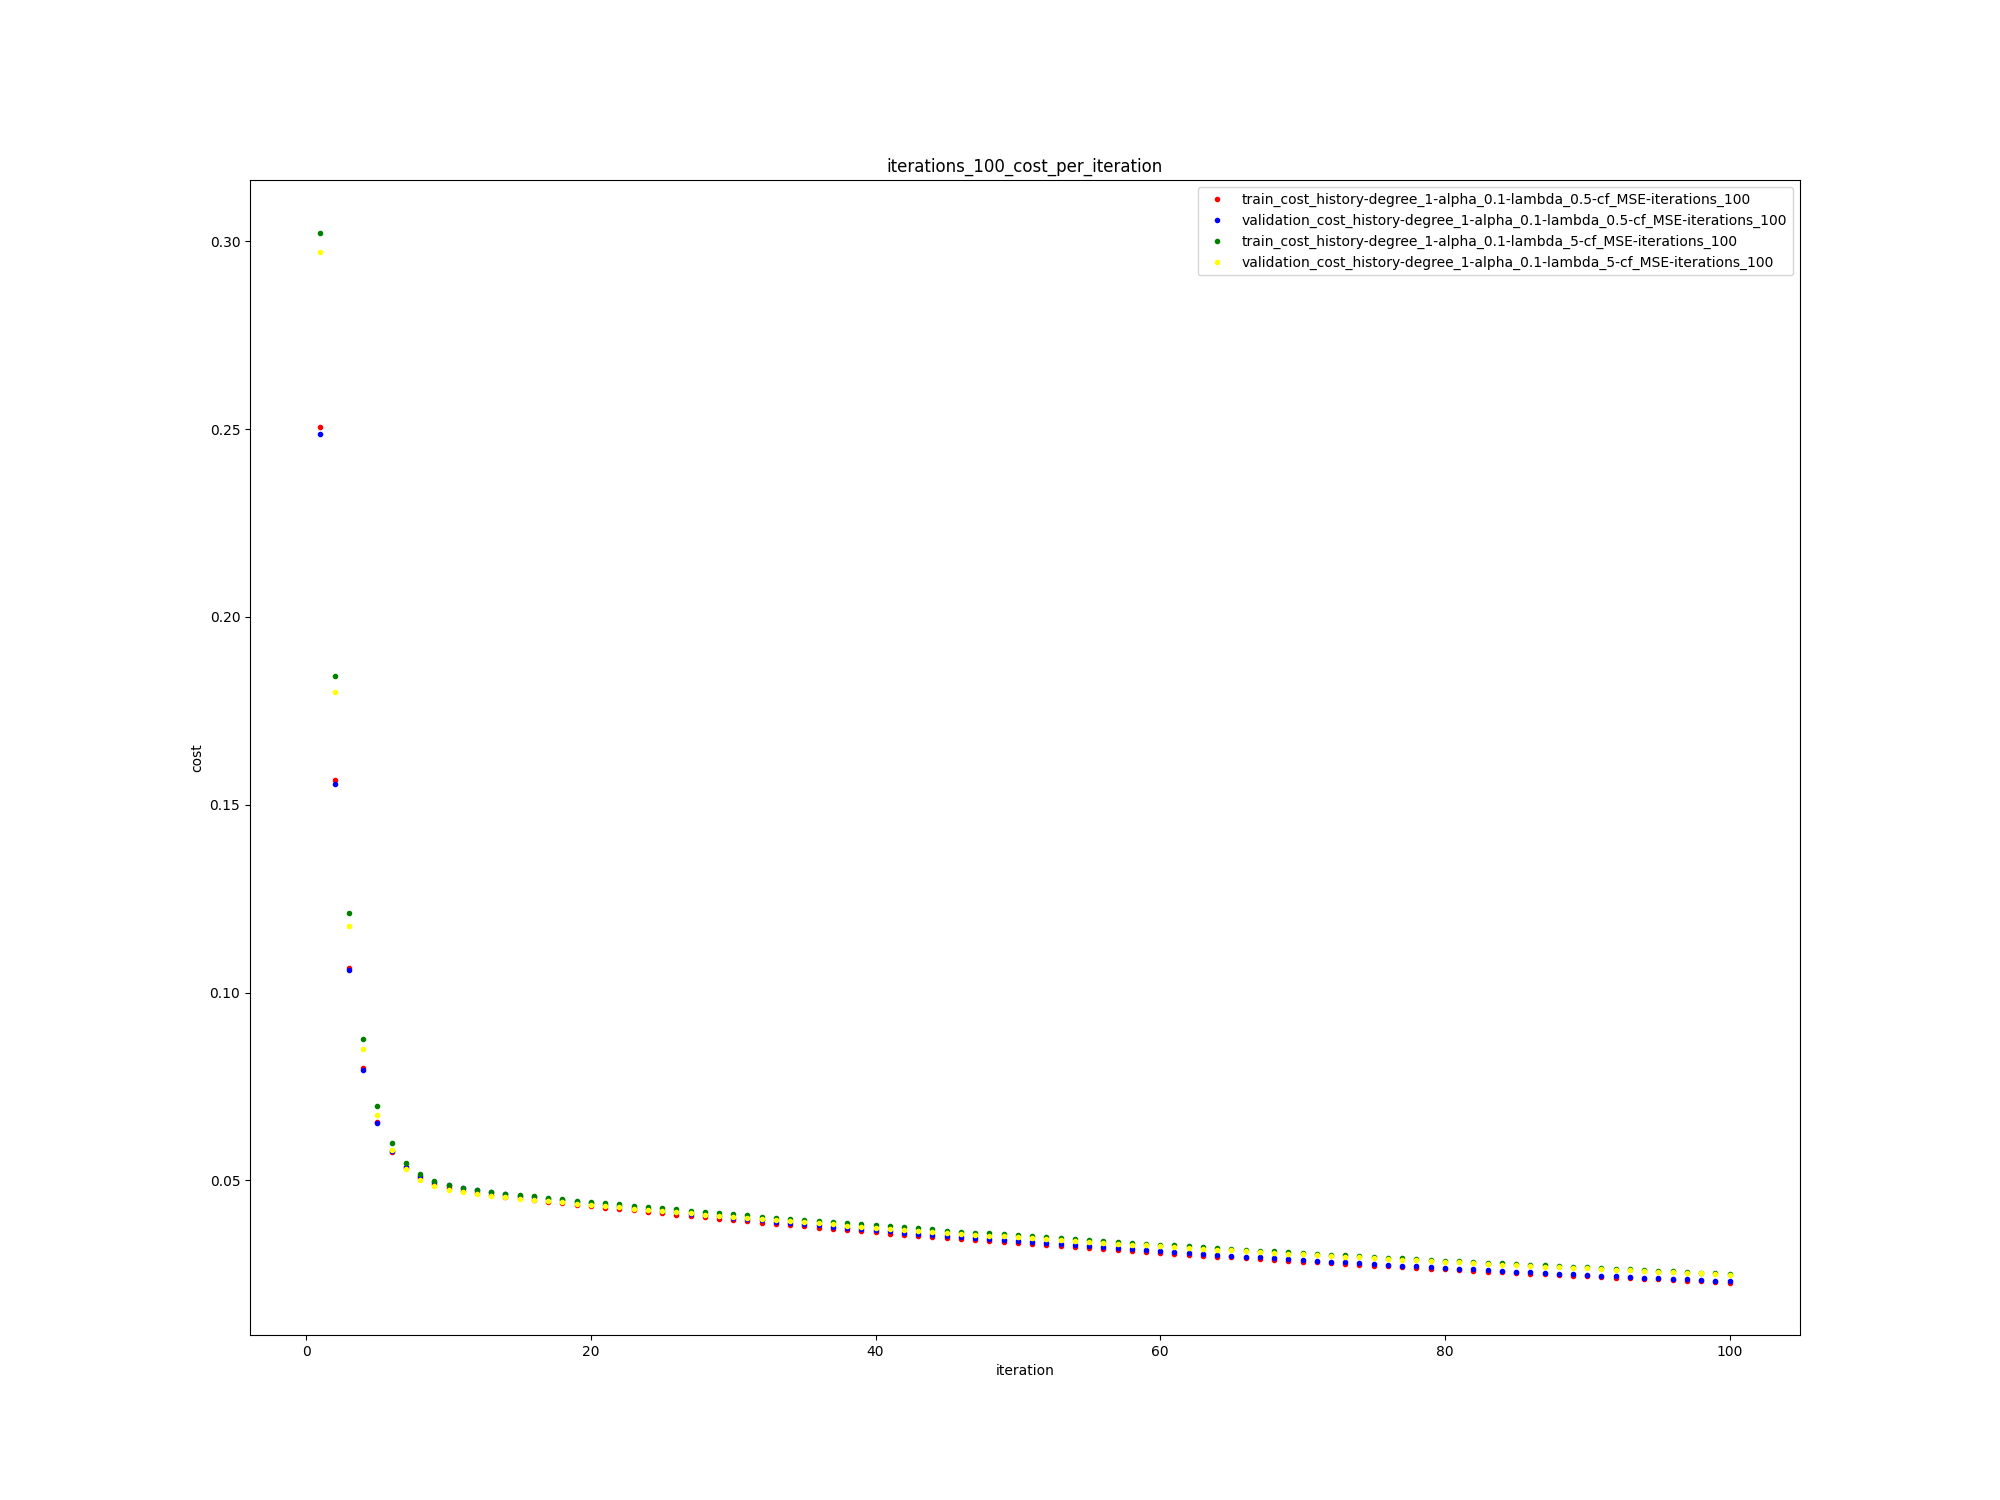 iterations_100_cost_per_iteration
train_cost_history-degree_1-alpha_0.1-lambda_0.5-cf_MSE-iterations_100
validation_cost_history-degree_1-alpha_0.1-lambda_0.5-cf_MSE-iterations_100
train_cost_history-degree_1-alpha_0.1-lambda_5-cf_MSE-iterations_100
validation_cost_history-degree_1-alpha_0.1-lambda_5-cf_MSE-iterations_100
0.30
0.25
0.20
0.15
0.10
0.05
cost
0 20 40 60 80 100
iteration